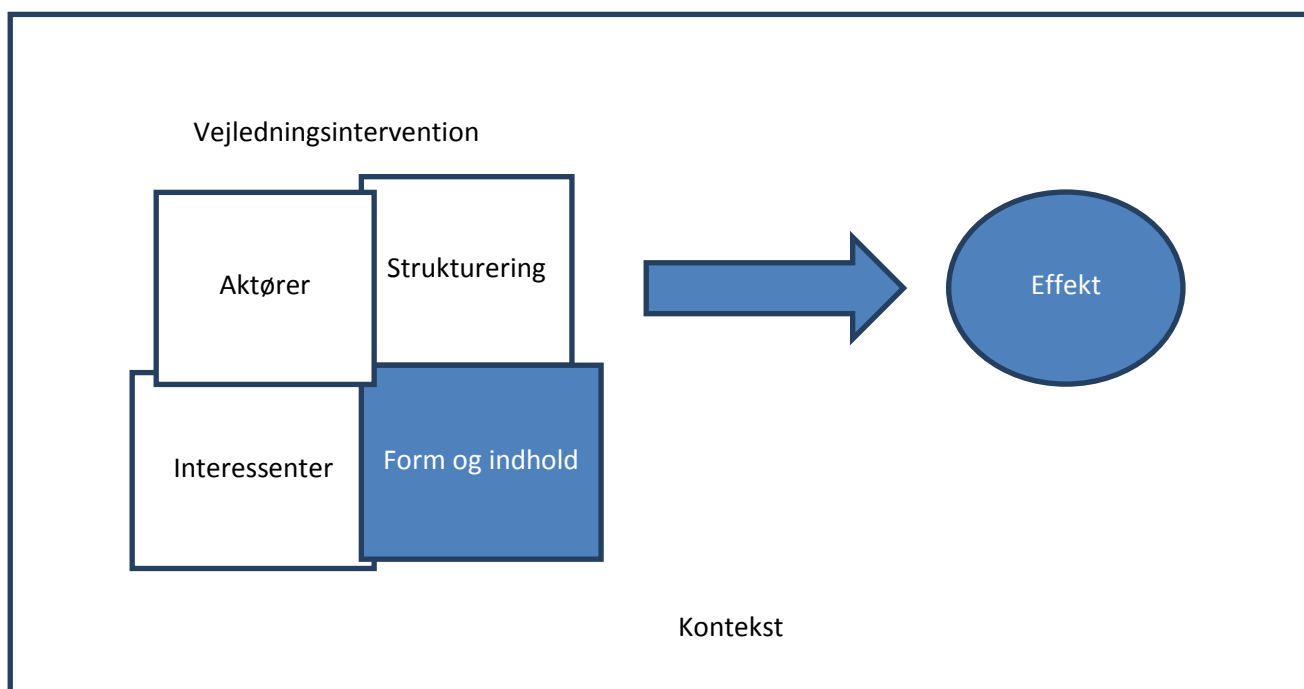 Vejledningsintervention
Aktører
Strukturering
Effekt
Interessenter
Form og indhold
Kontekst